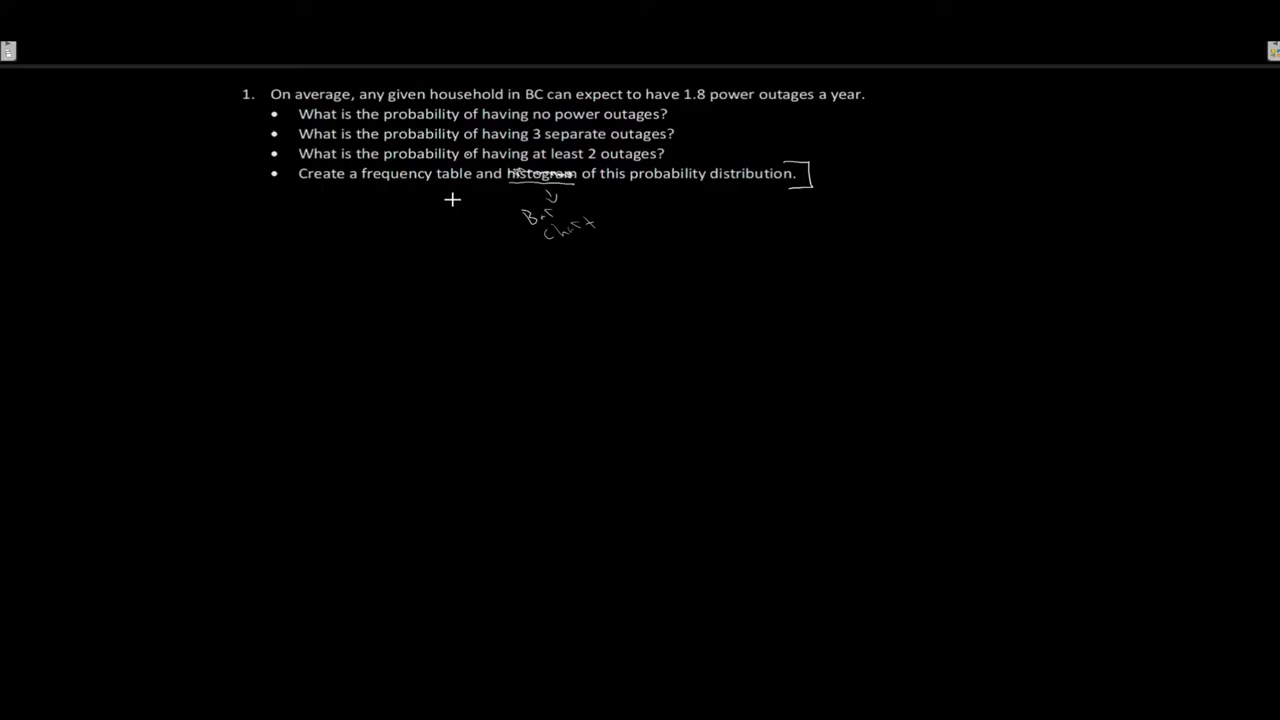 1. On average, any given household in BC can expect to have 1.8 power outages a year.
• What is the probability of having no power outages?
• What is the probability of having 3 separate outages?
• What is the probability of having at least 2 outages?
• Create a frequency table and histogram of this probability distribution.
Bar
chart